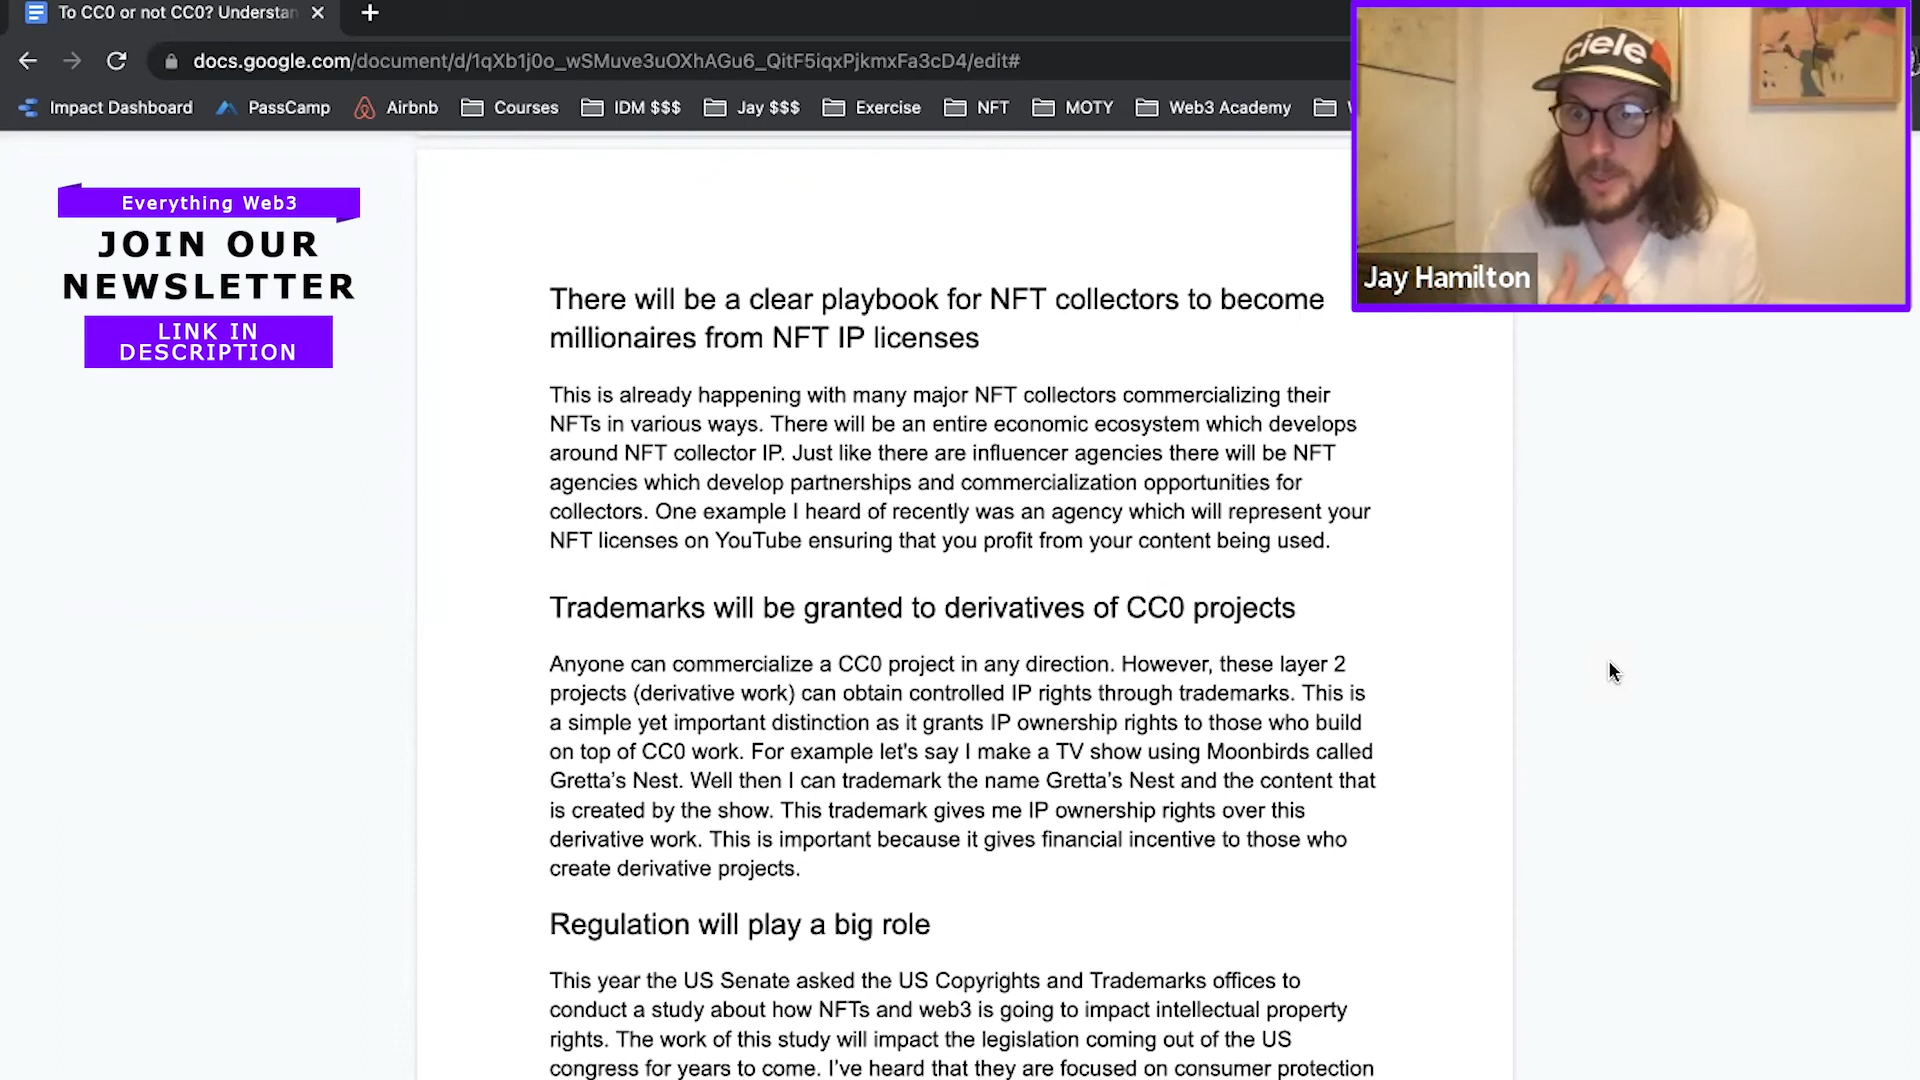 To CC0 or not CC0? Understan
docs.google.com/document/d/1qXb1j0o_wSMuve3uOXhAGu6_QitF5iqxPjkmxFa3cD4/edit#
Impact Dashboard PassCamp Airbnb Courses IDM $$$ Jay $$$ Exercise NFT MOTY Web3 Academy
ciele
Jay Hamilton
Everything Web3
JOIN OUR
NEWSLETTER
LINK IN
DESCRIPTION
There will be a clear playbook for NFT collectors to become
millionaires from NFT IP licenses
This is already happening with many major NFT collectors commercializing their
NFTs in various ways. There will be an entire economic ecosystem which develops
around NFT collector IP. Just like there are influencer agencies there will be NFT
agencies which develop partnerships and commercialization opportunities for
collectors. One example I heard of recently was an agency which will represent your
NFT licenses on YouTube ensuring that you profit from your content being used.
Trademarks will be granted to derivatives of CC0 projects
Anyone can commercialize a CC0 project in any direction. However, these layer 2
projects (derivative work) can obtain controlled IP rights through trademarks. This is
a simple yet important distinction as it grants IP ownership rights to those who build
on top of CC0 work. For example let's say I make a TV show using Moonbirds called
Gretta’s Nest. Well then I can trademark the name Gretta’s Nest and the content that
is created by the show. This trademark gives me IP ownership rights over this
derivative work. This is important because it gives financial incentive to those who
create derivative projects.
Regulation will play a big role
This year the US Senate asked the US Copyrights and Trademarks offices to
conduct a study about how NFTs and web3 is going to impact intellectual property
rights. The work of this study will impact the legislation coming out of the US
congress for years to come. I’ve heard that they are focused on consumer protection